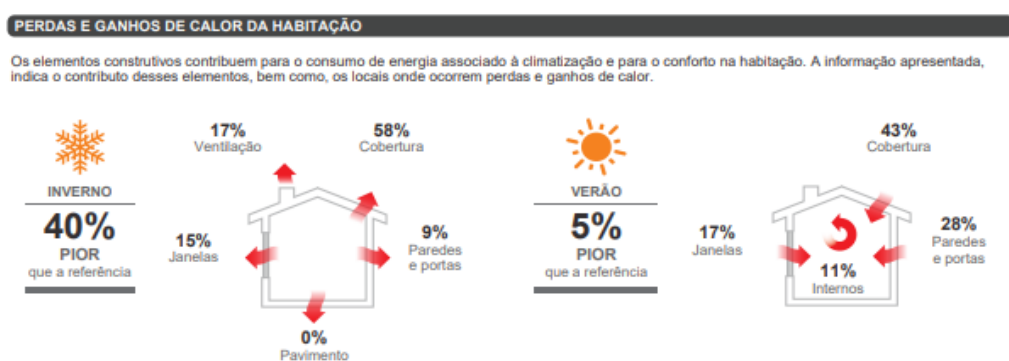 PERDAS E GANHOS DE CALOR DA HABITAÇÃO
Os elementos construtivos contribuem para o consumo de energia associado à climatização e para o conforto na habitação. A informação apresentada,
indica o contributo desses elementos, bem como, os locais onde ocorrem perdas e ganhos de calor.
INVERNO
40%
PIOR
que a referência
17%
Ventilação
58%
Cobertura
15%
Janelas
9%
Paredes
e portas
0%
Pavimento
VERÃO
5%
PIOR
que a referência
43%
Cobertura
17%
Janelas
28%
Paredes
e portas
11%
Internos